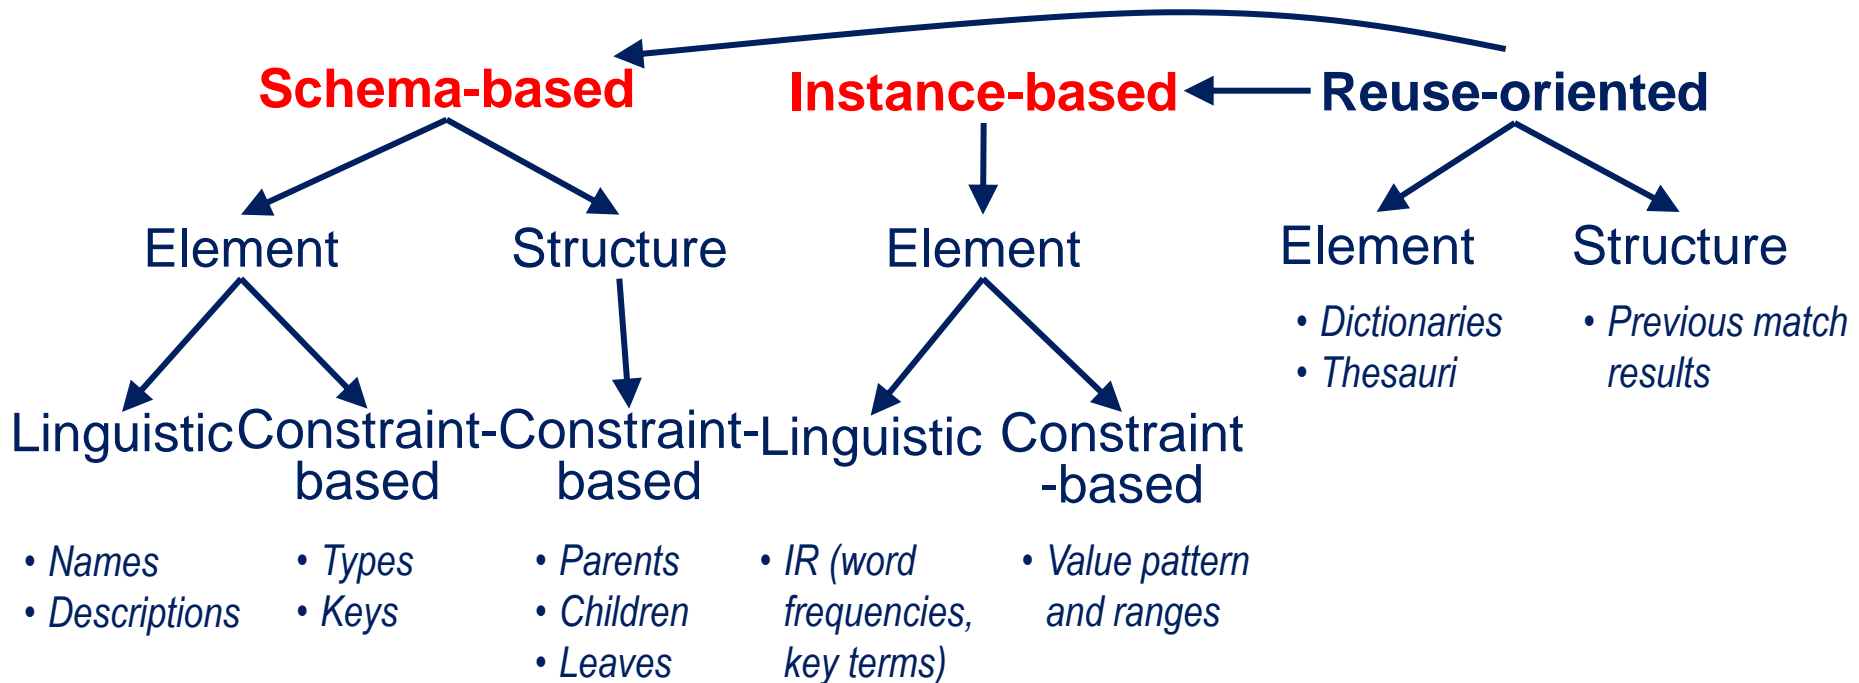 Schema-based
Instance-based
Reuse-oriented
Element
Structure
Element
Element
Structure
• Dictionaries
• Thesauri
• Previous match
results
Linguistic
Constraint-
based
Constraint-
based
Linguistic
Constraint
-based
• Names
• Descriptions
• Types
• Keys
• Parents
• Children
• Leaves
• IR (word
frequencies,
key terms)
• Value pattern
and ranges